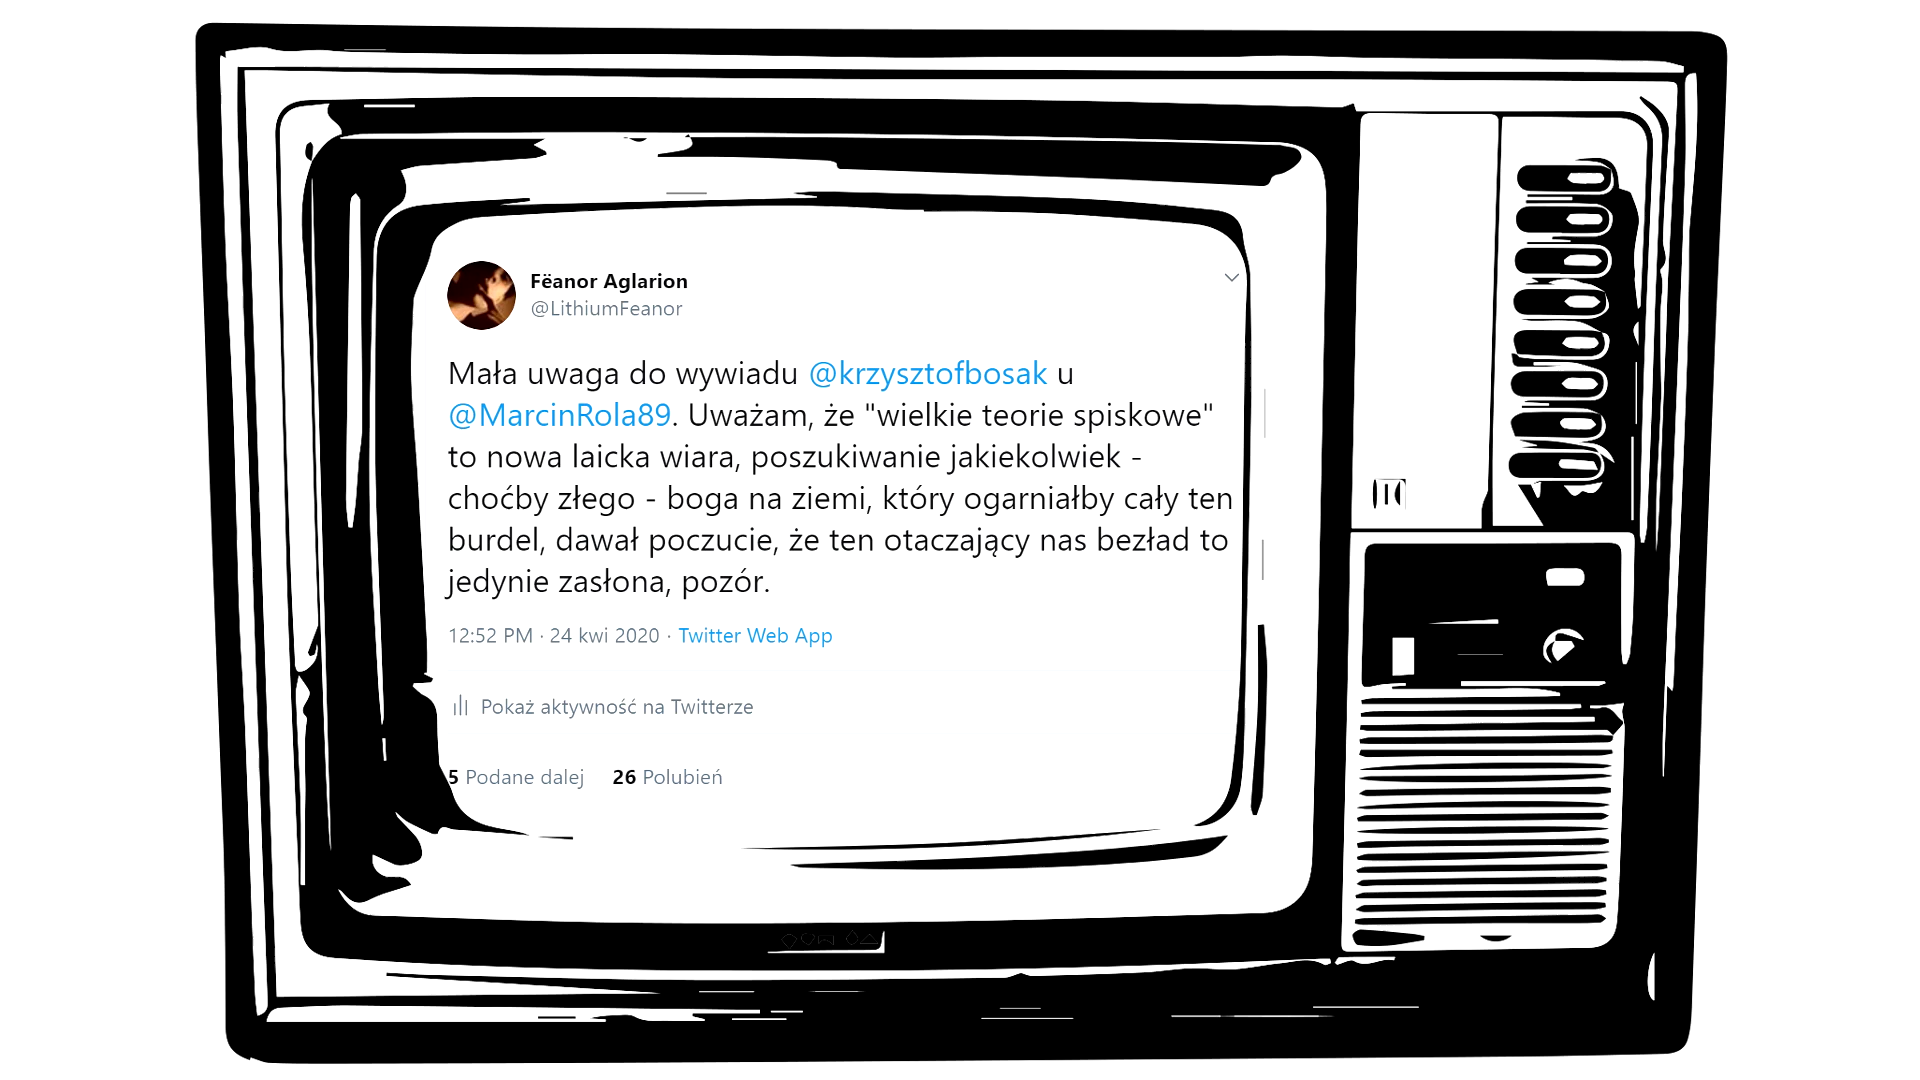 Fëanor Aglarion
@LithiumFeanor
Mała uwaga do wywiadu @krzysztofbosak u
@MarcinRola89. Uważam, że "wielkie teorie spiskowe"
to nowa laicka wiara, poszukiwanie jakiekolwiek -
choćby złego - boga na ziemi, który ogarniałby cały ten
burdel, dawał poczucie, że ten otaczający nas bezład to
jedynie zasłona, pozór.
12:52 PM · 24 kwi 2020 · Twitter Web App
Pokaż aktywność na Twitterze
5 Podane dalej 26 Polubień